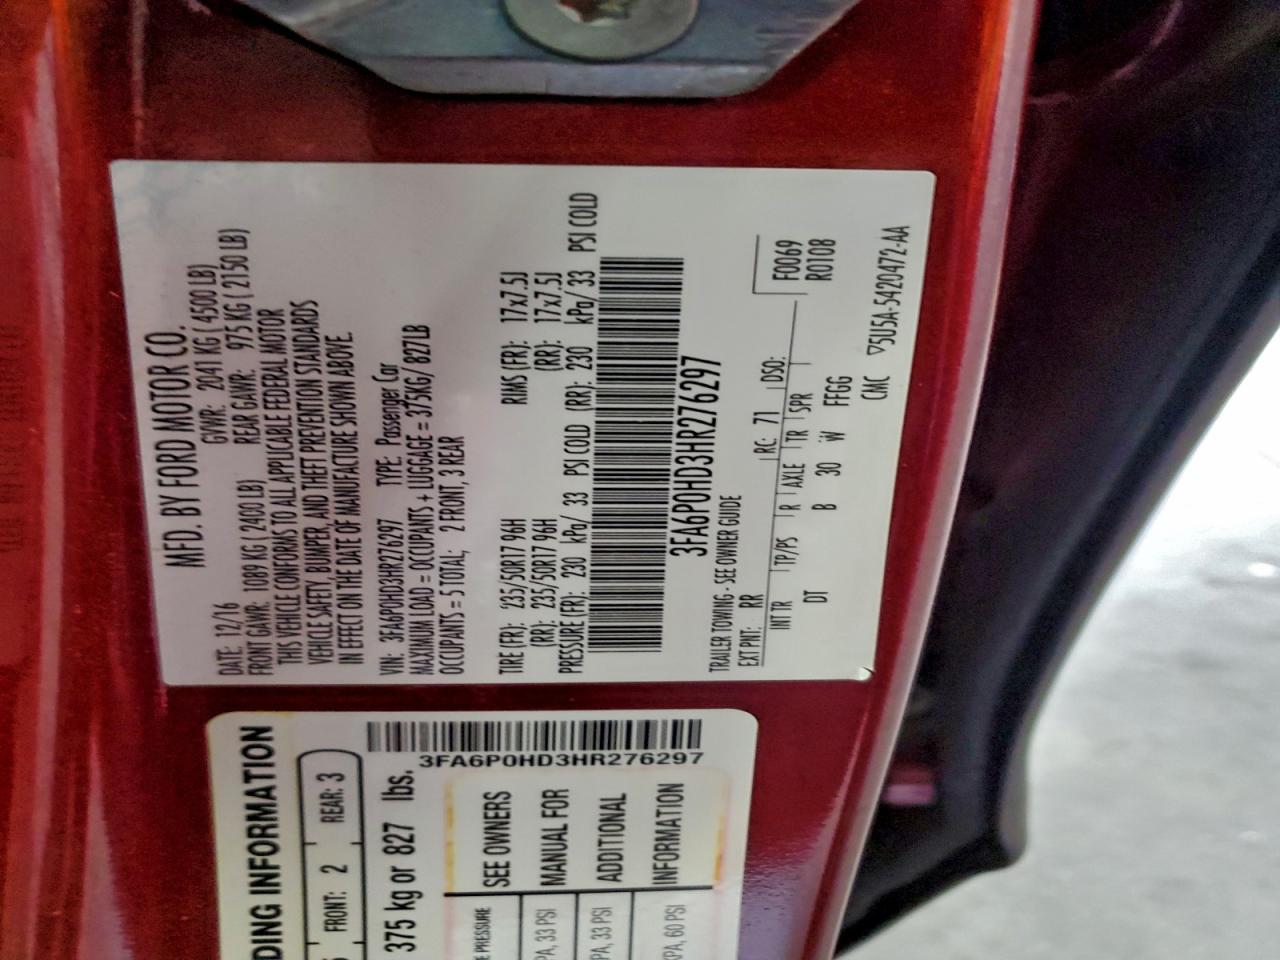 MFD. BY FORD MOTOR CO.
DATE: 12/16 GVWR: 2041 KG ( 4500 LB)
FRONT GAWR: 1089 KG ( 2400 LB) REAR GAWR: 975 KG ( 2150 LB)
THIS VEHICLE CONFORMS TO ALL APPLICABLE FEDERAL MOTOR
VEHICLE SAFETY, BUMPER, AND THEFT PREVENTION STANDARDS
IN EFFECT ON THE DATE OF MANUFACTURE SHOWN ABOVE.
VIN: 3FA6P0HD3HR276297 TYPE: Passenger Car
MAXIMUM LOAD = OCCUPANTS + LUGGAGE = 375KG/ 827LB
OCCUPANTS = 5 TOTAL; 2 FRONT, 3 REAR
TIRE (FR): 235/50R17 96H RIMS (FR): 17x7.5J
(RR): 235/50R17 96H (RR): 17x7.5J
PRESSURE (FR): 230 kPa/ 33 PSI COLD (RR): 230 kPa/ 33 PSI COLD
3FA6P0HD3HR276297
TRAILER TOWING - SEE OWNER GUIDE
EXT PNT: RR RC: 71 DSO: F0069
INT TR TP/PS R AXLE TR SPR R0108
DT B 30 W FFGG
CMC ▽5U5A-5420472-AA
DING INFORMATION
FRONT: 2 REAR: 3
375 kg or 827 lbs.
3FA6P0HD3HR276297
E PRESSURE SEE OWNERS
PA, 33 PSI MANUAL FOR
PA, 33 PSI ADDITIONAL
KPA, 60 PSI INFORMATION